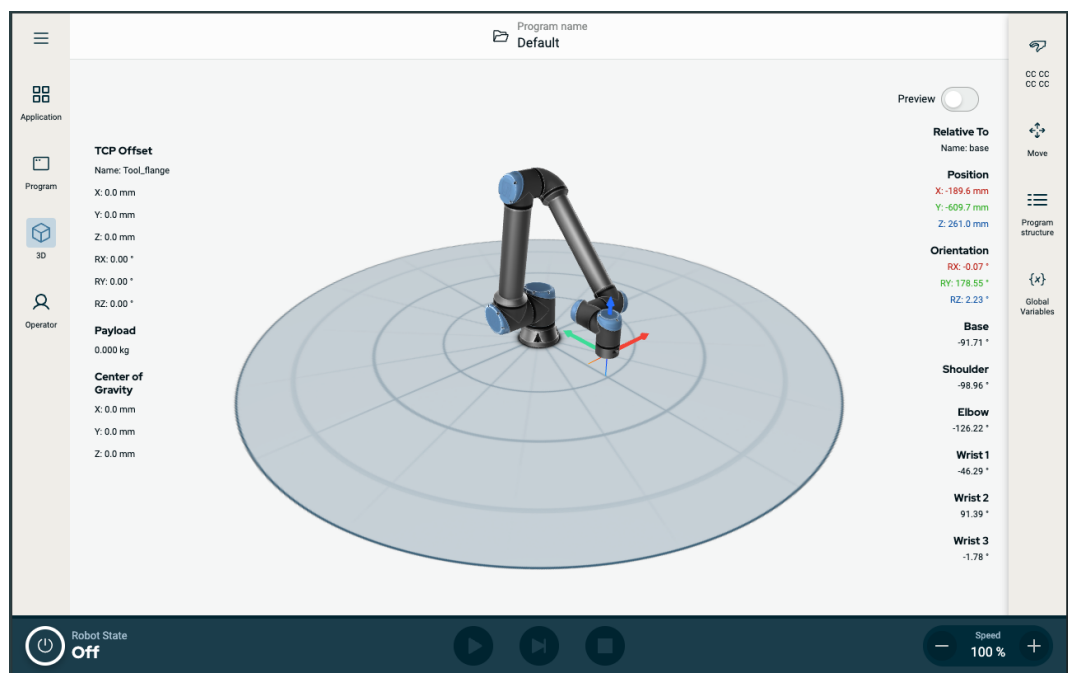 Program name
Default
CC CC
CC CC
Application
Program
3D
Operator
TCP Offset
Name: Tool_flange
X: 0.0 mm
Y: 0.0 mm
Z: 0.0 mm
RX: 0.00 °
RY: 0.00 °
RZ: 0.00 °
Payload
0.000 kg
Center of
Gravity
X: 0.0 mm
Y: 0.0 mm
Z: 0.0 mm
Preview
Relative To
Name: base
Position
X: -189.6 mm
Y: -609.7 mm
Z: 261.0 mm
Orientation
RX: -0.07 °
RY: 178.55 °
RZ: 2.23 °
Base
-91.71 °
Shoulder
-98.96 °
Elbow
-126.22 °
Wrist 1
-46.29 °
Wrist 2
91.39 °
Wrist 3
-1.78 °
Move
Program
structure
{x}
Global
Variables
Robot State
Off
Speed
100 %